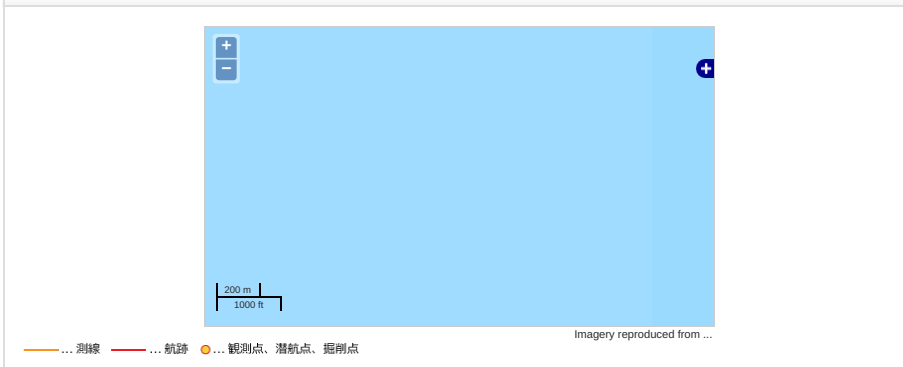 +
−
+
200 m
1000 ft
Imagery reproduced from ...
... 測線 ... 航跡 ... 観測点、潜航点、掘削点